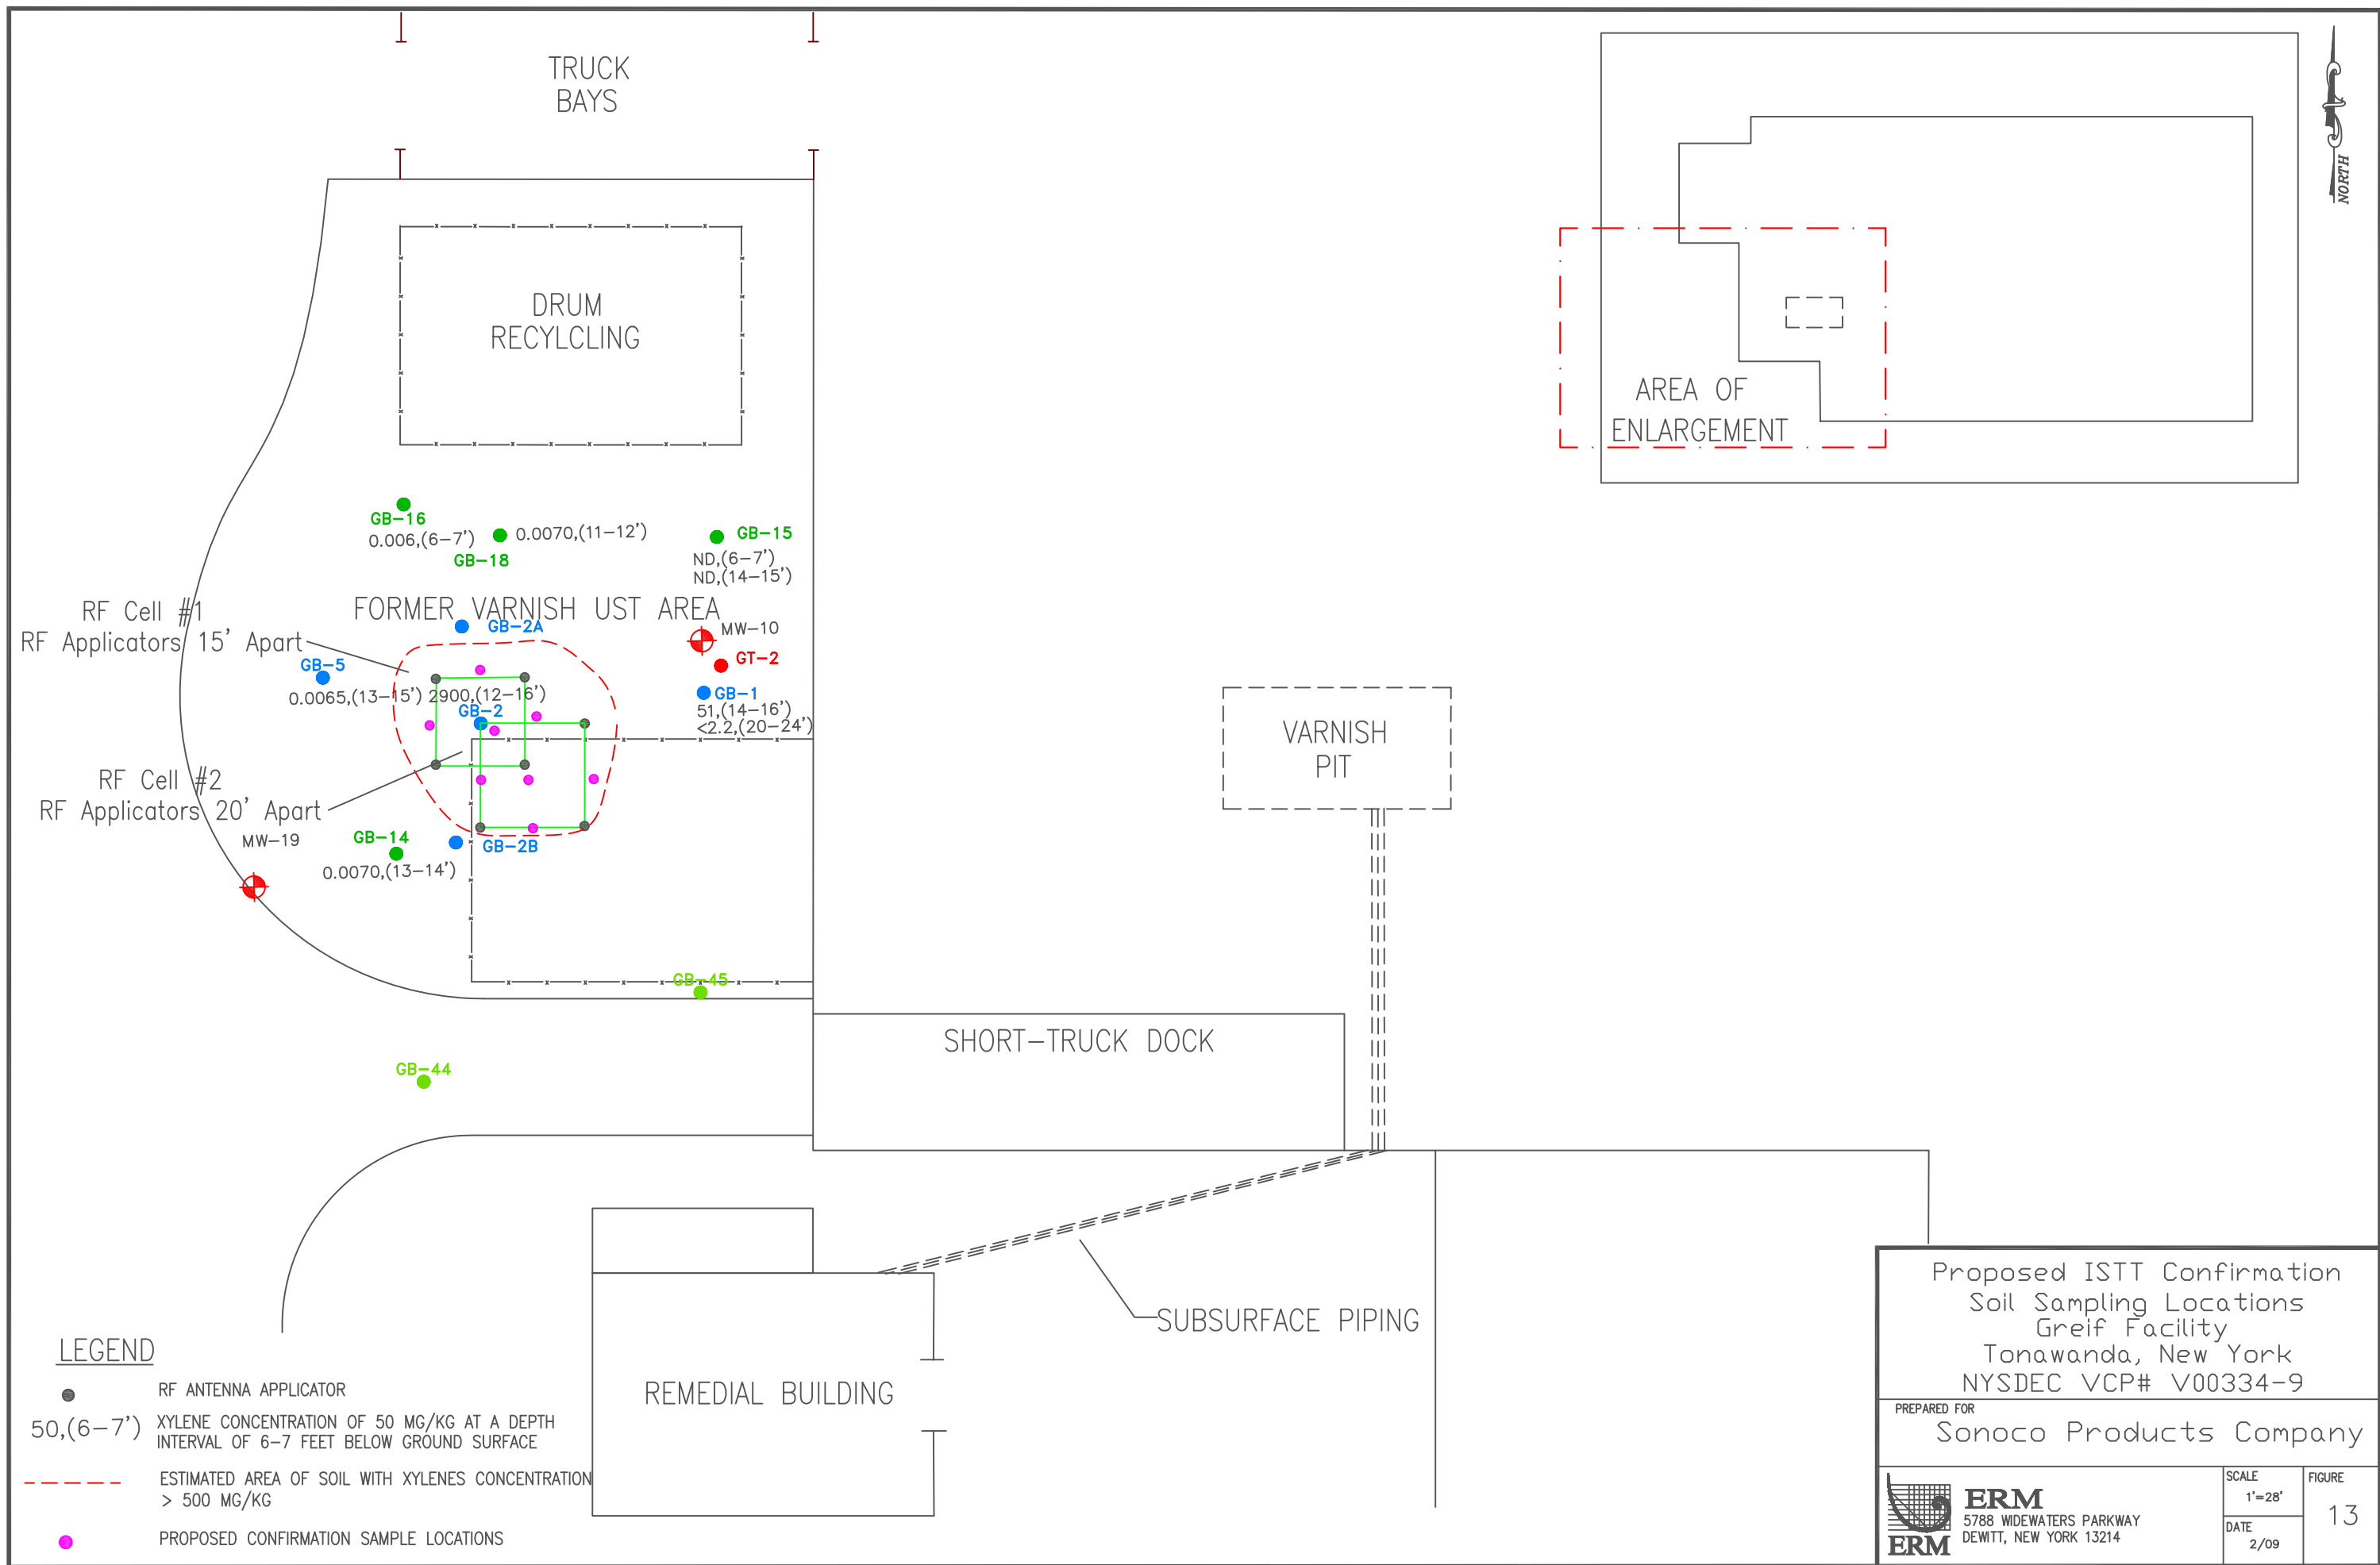 TRUCK
BAYS
NORTH
DRUM
RECYLCLING
AREA OF
ENLARGEMENT
GB-16
0.006,(6-7')
0.0070,(11-12')
GB-18
GB-15
ND,(6-7')
ND,(14-15')
RF Cell #1
RF Applicators 15' Apart
FORMER VARNISH UST AREA
GB-2A
MW-10
GT-2
GB-5
0.0065,(13-15')
2900,(12-16')
GB-2
GB-1
51,(14-16')
<2.2,(20-24')
VARNISH
PIT
RF Cell #2
RF Applicators 20' Apart
MW-19
GB-14
0.0070,(13-14')
GB-2B
GB-45
SHORT-TRUCK DOCK
GB-44
SUBSURFACE PIPING
REMEDIAL BUILDING
LEGEND
RF ANTENNA APPLICATOR
50,(6-7')
XYLENE CONCENTRATION OF 50 MG/KG AT A DEPTH
INTERVAL OF 6-7 FEET BELOW GROUND SURFACE
ESTIMATED AREA OF SOIL WITH XYLENES CONCENTRATION
> 500 MG/KG
PROPOSED CONFIRMATION SAMPLE LOCATIONS
Proposed ISTT Confirmation
Soil Sampling Locations
Greif Facility
Tonawanda, New York
NYSDEC VCP# V00334-9
PREPARED FOR
Sonoco Products Company
ERM
ERM
5788 WIDEWATERS PARKWAY
DEWITT, NEW YORK 13214
SCALE
1'=28'
DATE
2/09
FIGURE
13